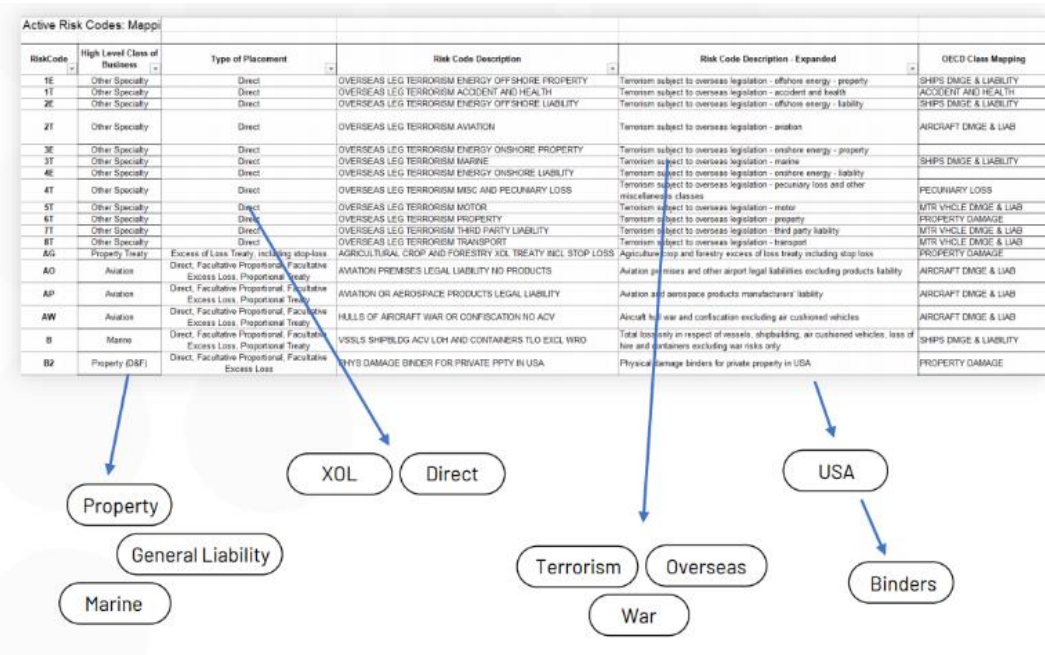 Active Risk Codes: Mappi
RiskCode High Level Class of Business Type of Placement Risk Code Description Risk Code Description - Expanded OECD Class Mapping
1E Other Specialty Direct OVERSEAS LEG TERRORISM ENERGY OFFSHORE PROPERTY Terrorism subject to overseas legislation - offshore energy - property SHIPS DMGE & LIABILITY
1T Other Specialty Direct OVERSEAS LEG TERRORISM ACCIDENT AND HEALTH Terrorism subject to overseas legislation - accident and health ACCIDENT AND HEALTH
2E Other Specialty Direct OVERSEAS LEG TERRORISM ENERGY OFFSHORE LIABILITY Terrorism subject to overseas legislation - offshore energy - liability SHIPS DMGE & LIABILITY
2T Other Specialty Direct OVERSEAS LEG TERRORISM AVIATION Terrorism subject to overseas legislation - aviation AIRCRAFT DMGE & LIAB
3E Other Specialty Direct OVERSEAS LEG TERRORISM ENERGY ONSHORE PROPERTY Terrorism subject to overseas legislation - onshore energy - property
3T Other Specialty Direct OVERSEAS LEG TERRORISM MARINE Terrorism subject to overseas legislation - marine SHIPS DMGE & LIABILITY
4E Other Specialty Direct OVERSEAS LEG TERRORISM ENERGY ONSHORE LIABILITY Terrorism subject to overseas legislation - onshore energy - liability
4T Other Specialty Direct OVERSEAS LEG TERRORISM MISC AND PECUNIARY LOSS Terrorism subject to overseas legislation - pecuniary loss and other miscellaneous classes PECUNIARY LOSS
5T Other Specialty Direct OVERSEAS LEG TERRORISM MOTOR Terrorism subject to overseas legislation - motor MTR VHCLE DMGE & LIAB
6T Other Specialty Direct OVERSEAS LEG TERRORISM PROPERTY Terrorism subject to overseas legislation - property PROPERTY DAMAGE
7T Other Specialty Direct OVERSEAS LEG TERRORISM THIRD PARTY LIABILITY Terrorism subject to overseas legislation - third party liability MTR VHCLE DMGE & LIAB
8T Other Specialty Direct OVERSEAS LEG TERRORISM TRANSPORT Terrorism subject to overseas legislation - transport MTR VHCLE DMGE & LIAB
AG Property Treaty Excess of Loss Treaty, including stop-loss AGRICULTURAL CROP AND FORESTRY XOL TREATY INCL STOP LOSS Agriculture crop and forestry excess of loss treaty including stop loss PROPERTY DAMAGE
AO Aviation Direct, Facultative Proportional, Facultative Excess Loss, Proportional Treaty AVIATION PREMISES LEGAL LIABILITY NO PRODUCTS Aviation premises and other airport legal liabilities excluding products liability AIRCRAFT DMGE & LIAB
AP Aviation Direct, Facultative Proportional, Facultative Excess Loss, Proportional Treaty AVIATION OR AEROSPACE PRODUCTS LEGAL LIABILITY Aviation and aerospace products manufacturers' liability AIRCRAFT DMGE & LIAB
AW Aviation Direct, Facultative Proportional, Facultative Excess Loss, Proportional Treaty HULLS OF AIRCRAFT WAR OR CONFISCATION NO ACV Aircraft hull war and confiscation excluding air cushioned vehicles AIRCRAFT DMGE & LIAB
B Marine Direct, Facultative Proportional, Facultative Excess Loss, Proportional Treaty VSSLS SHIPBLDG ACV LOH AND CONTAINERS TLO EXCL WRO Total loss only in respect of vessels, shipbuilding, air cushioned vehicles, loss of hire and containers excluding war risks only SHIPS DMGE & LIABILITY
B2 Property (D&F) Direct, Facultative Proportional, Facultative Excess Loss PHYS DAMAGE BINDER FOR PRIVATE PPTY IN USA Physical damage binders for private property in USA PROPERTY DAMAGE
XOL
Direct
USA
Property
General Liability
Marine
Terrorism
Overseas
War
Binders